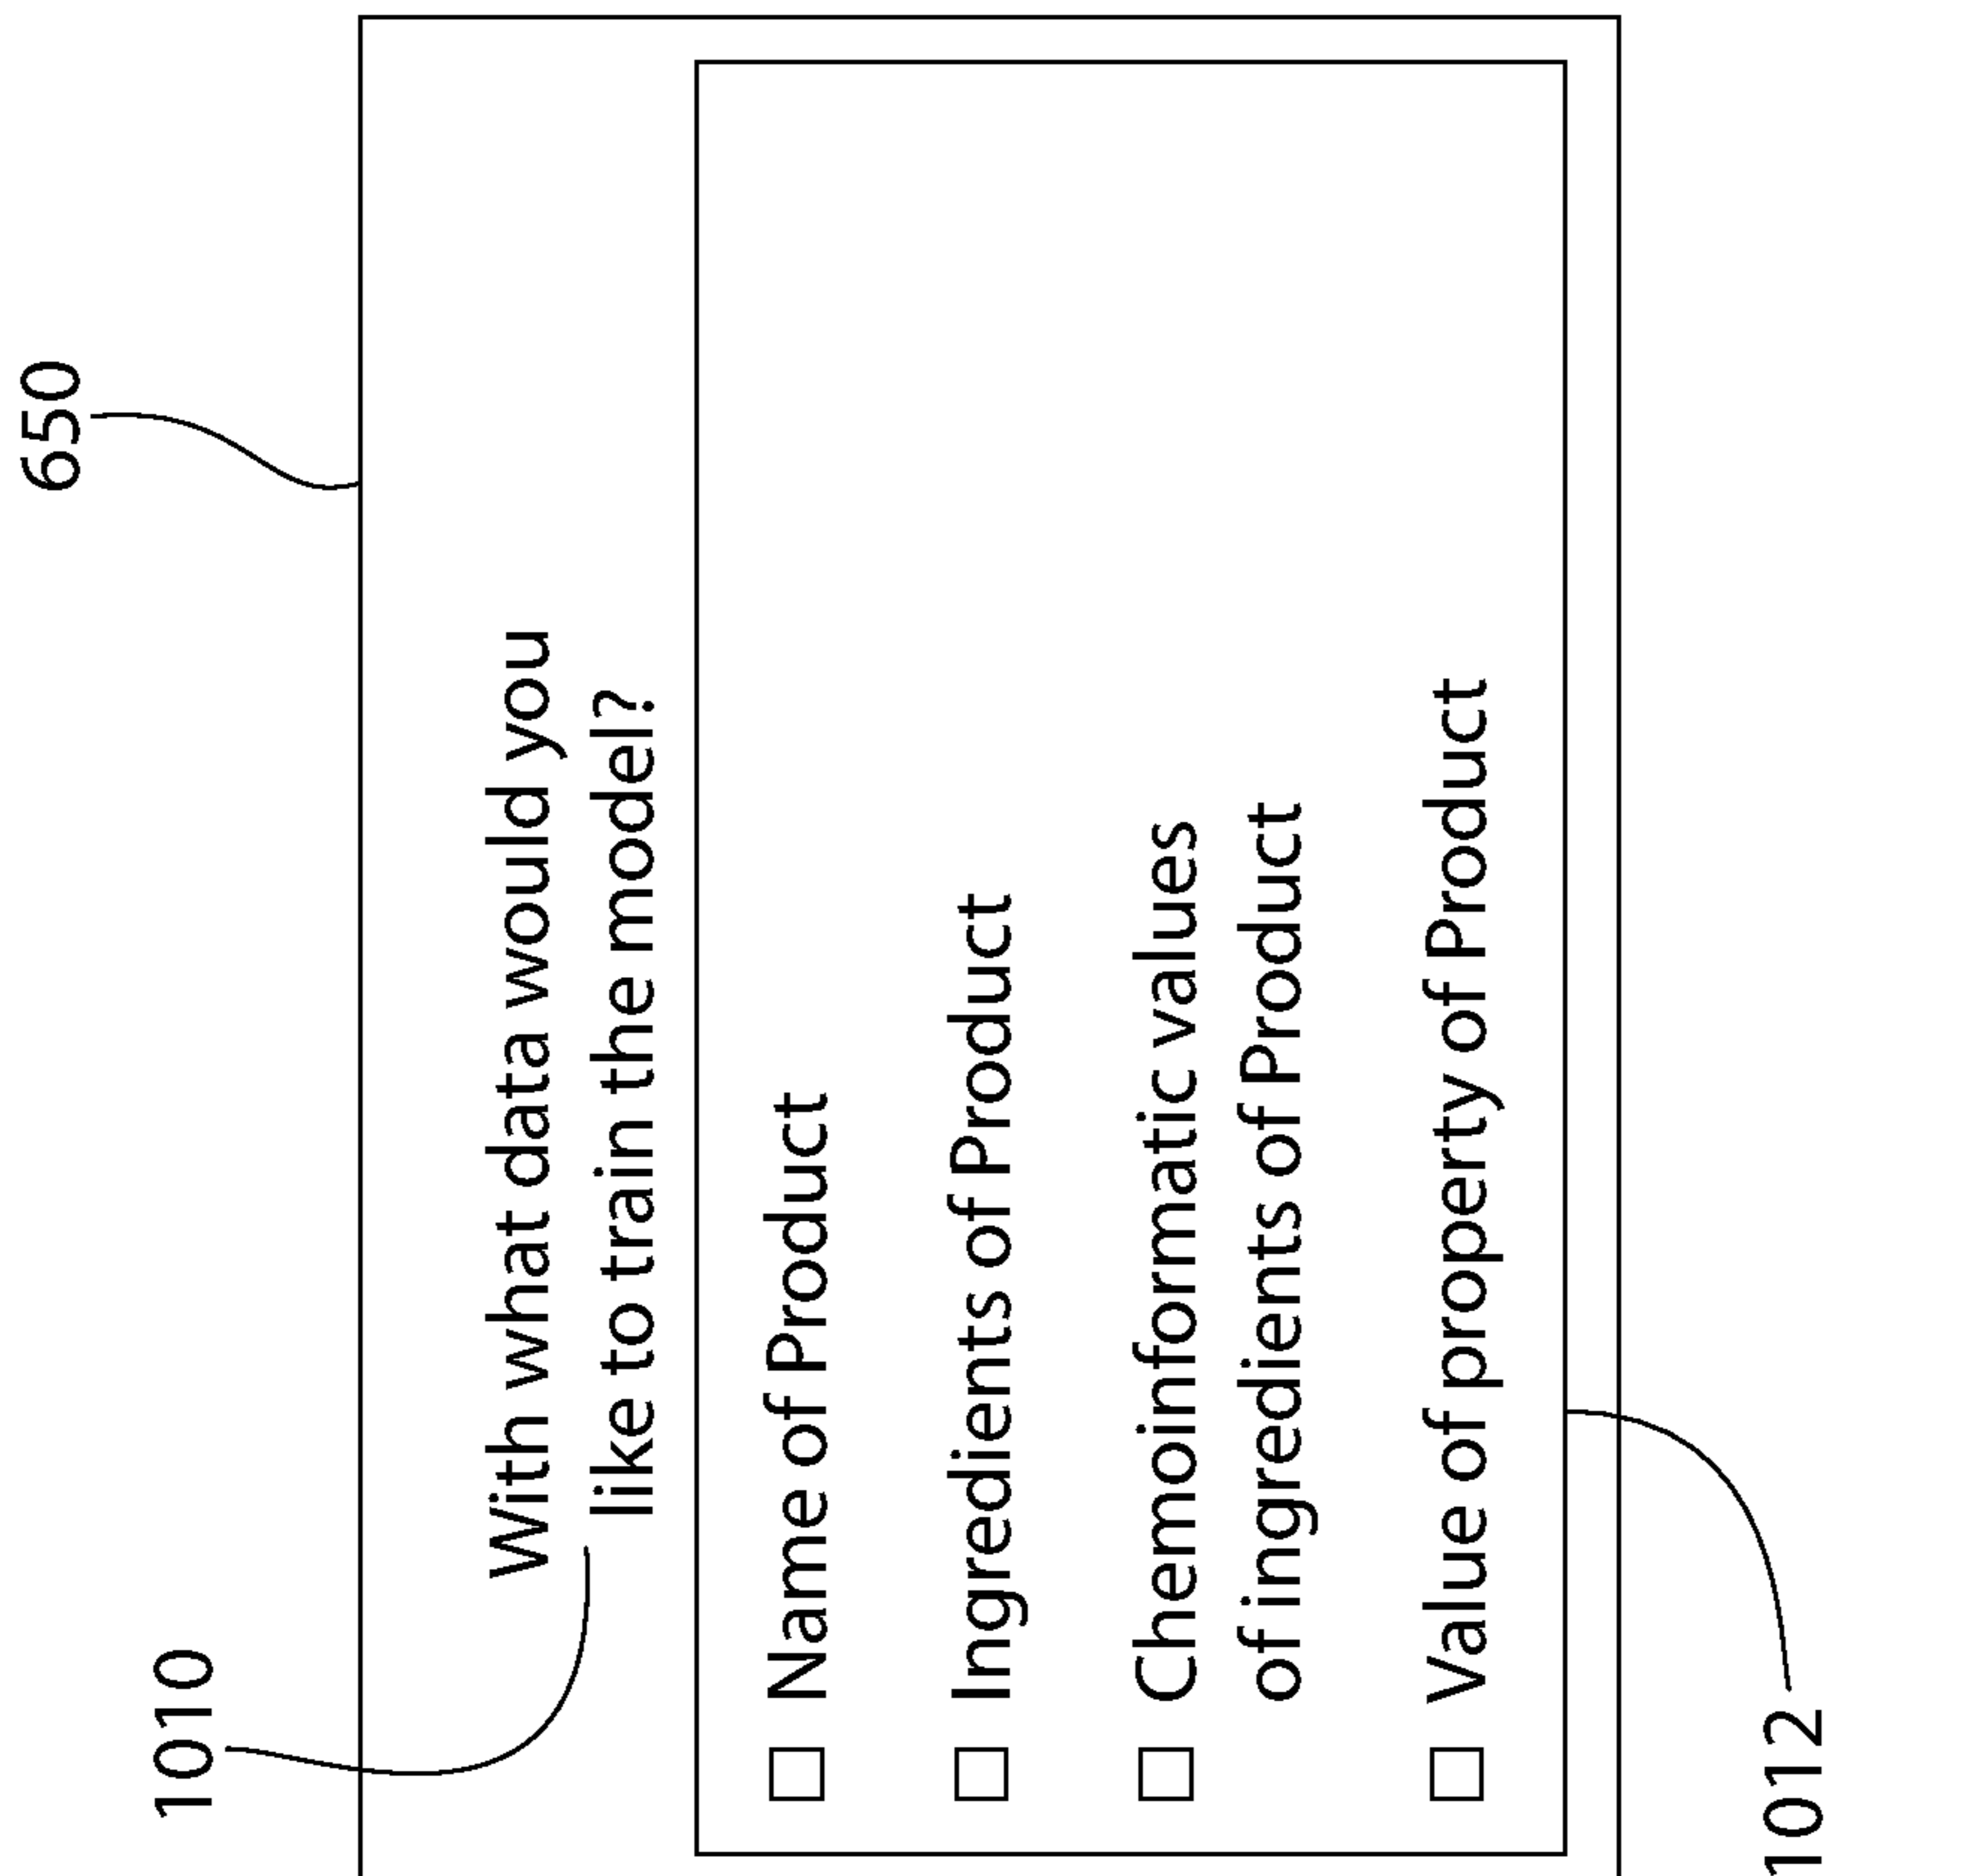 650
1010
With what data would you
like to train the model?
Name of Product
Ingredients of Product
Chemoinformatic values
of ingredients of Product
Value of property of Product
1012